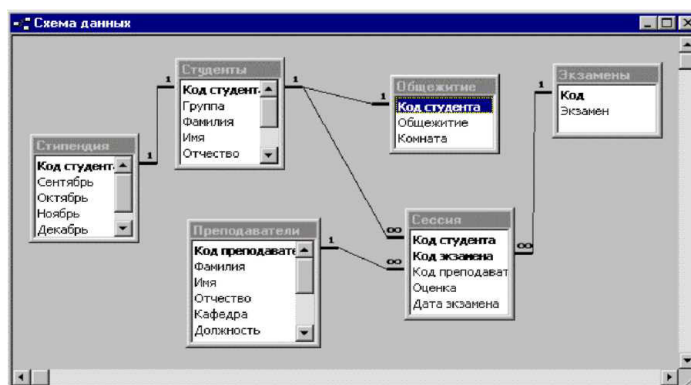 Схема данных
Студенты
Код студент
Группа
Фамилия
Имя
Отчество
Стипендия
Код студент
Сентябрь
Октябрь
Ноябрь
Декабрь
Общежитие
Код студента
Общежитие
Комната
Экзамены
Код
Экзамен
Преподаватели
Код преподавате
Фамилия
Имя
Отчество
Кафедра
Должность
Сессия
Код студента
Код экзамена
Код преподават
Оценка
Дата экзамена
1
1
1
1
1
1
∞
∞
∞